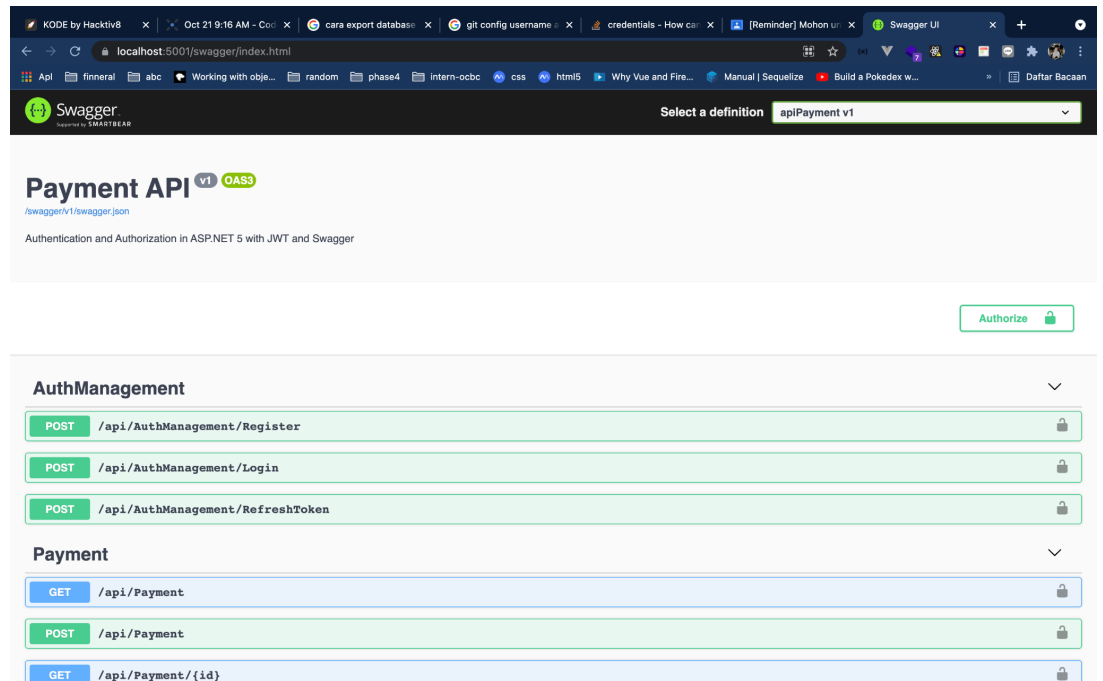 KODE by Hacktiv8
Oct 21 9:16 AM - Cod
cara export database
git config username a
credentials - How can
[Reminder] Mohon un
Swagger UI
localhost:5001/swagger/index.html
7
Apl
finneral
abc
Working with obje...
random
phase4
intern-ocbc
css
html5
Why Vue and Fire...
Manual | Sequelize
Build a Pokedex w...
»
Daftar Bacaan
Swagger
Supported by SMARTBEAR
Select a definition
apiPayment v1
Payment API v1 OAS3
/swagger/v1/swagger.json
Authentication and Authorization in ASP.NET 5 with JWT and Swagger
Authorize
AuthManagement
POST /api/AuthManagement/Register
POST /api/AuthManagement/Login
POST /api/AuthManagement/RefreshToken
Payment
GET /api/Payment
POST /api/Payment
GET /api/Payment/{id}